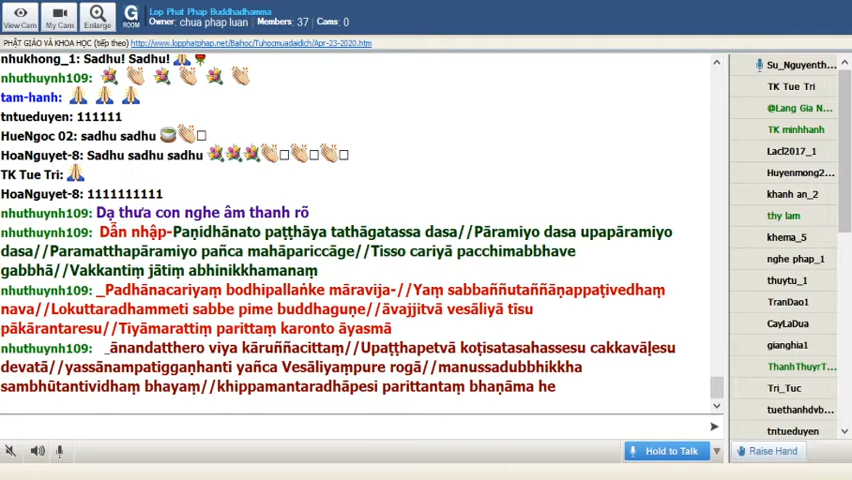 Lop Phat Phap Buddhadhamma
Owner: chua phap luan Members: 37 Cams: 0
View Cam My Cam Enlarge G ROOM
PHẬT GIÁO VÀ KHOA HỌC (tiếp theo) http://www.lopphatphap.net/Baihoc/Tuhocmuadaidich/Apr-23-2020.htm
nhukhong_1: Sadhu! Sadhu! 🙏🌹
nhuthuynh109: 💐 👏 💐 👏 💐 👏
tam-hanh: 🙏 🙏 🙏
tntueduyen: 111111
HueNgoc 02: sadhu sadhu 🍵👏□
HoaNguyet-8: Sadhu sadhu sadhu 💐💐💐👏□👏□👏□
TK Tue Tri: 🙏
HoaNguyet-8: 1111111111
nhuthuynh109: Dạ thưa con nghe âm thanh rõ
nhuthuynh109: Dẫn nhập-Paṇidhānato paṭṭhāya tathāgatassa dasa//Pāramiyo dasa upapāramiyo
dasa//Paramatthapāramiyo pañca mahāpariccāge//Tisso cariyā pacchimabbhave
gabbhā//Vakkantiṃ jātiṃ abhinikkhamanaṃ
nhuthuynh109: _Padhānacariyaṃ bodhipallaṅke māravija-//Yaṃ sabbaññutaññāṇappaṭivedhaṃ
nava//Lokuttaradhammeti sabbe pime buddhaguṇe//āvajjitvā vesāliyā tīsu
pākārantaresu//Tiyāmarattiṃ parittaṃ karonto āyasmā
nhuthuynh109: _ānandatthero viya kāruññacittaṃ//Upaṭṭhapetvā koṭisatasahassesu cakkavāḷesu
devatā//yassānampatiggaṇhanti yañca Vesāliyaṃpure rogā//manussadubbhikkha
sambhūtantividhaṃ bhayaṃ//khippamantaradhāpesi parittantaṃ bhaṇāma he
Su_Nguyenth...
TK Tue Tri
@Lang Gia N...
TK minhhanh
Lacl2017_1
Huyenmong2...
khanh an_2
thy lam
khema_5
nghe phap_1
thuytu_1
TranDao1
CayLaDua
gianghia1
ThanhThuyrT...
Tri_Tuc
tuethanhdvb...
tntueduyen
Hold to Talk
Raise Hand